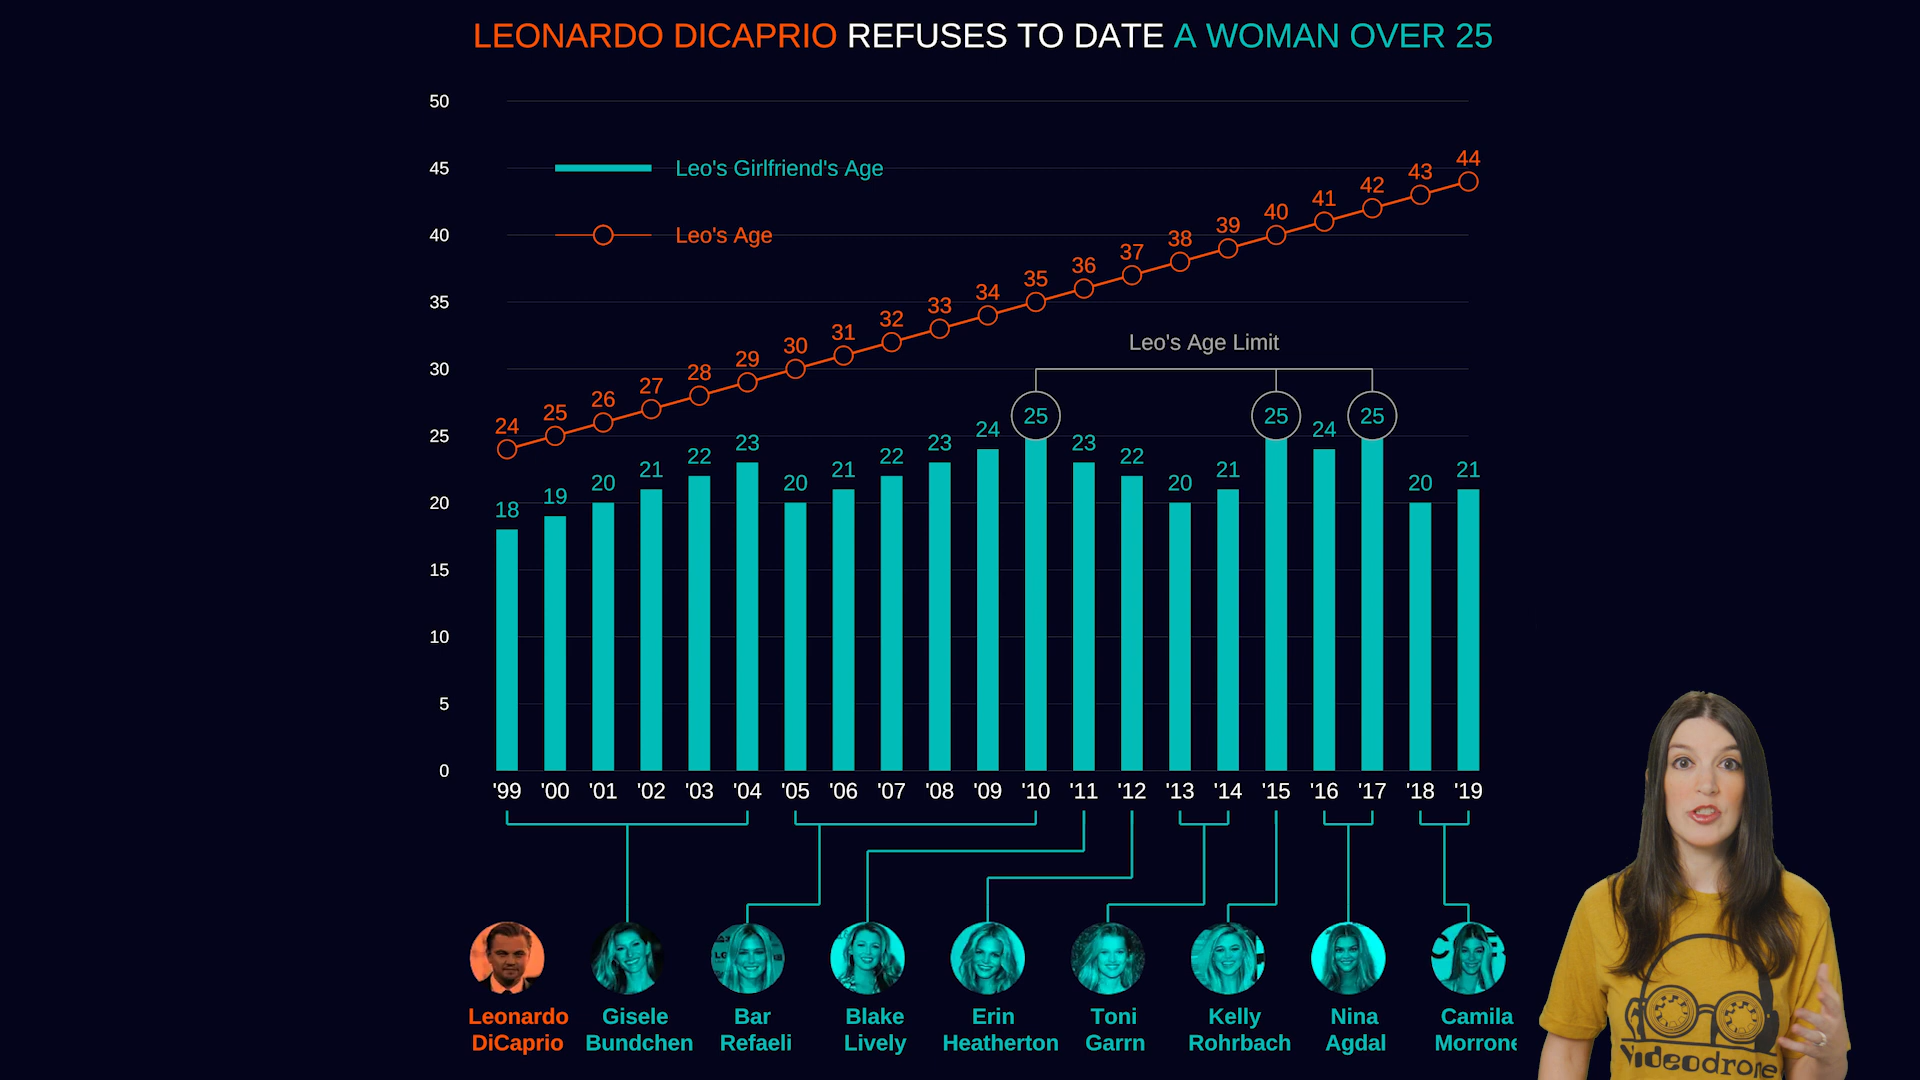 LEONARDO DICAPRIO REFUSES TO DATE A WOMAN OVER 25
50
45
40
35
30
25
20
15
10
5
0
Leo's Girlfriend's Age
Leo's Age
24 25 26 27 28 29 30 31 32 33 34 35 36 37 38 39 40 41 42 43 44
Leo's Age Limit
18 19 20 21 22 23 20 21 22 23 24 25 23 22 20 21 25 24 25 20 21
'99 '00 '01 '02 '03 '04 '05 '06 '07 '08 '09 '10 '11 '12 '13 '14 '15 '16 '17 '18 '19
Leonardo
DiCaprio
Gisele
Bundchen
Bar
Refaeli
Blake
Lively
Erin
Heatherton
Toni
Garrn
Kelly
Rohrbach
Nina
Agdal
Camila
Morrone
Videodrome